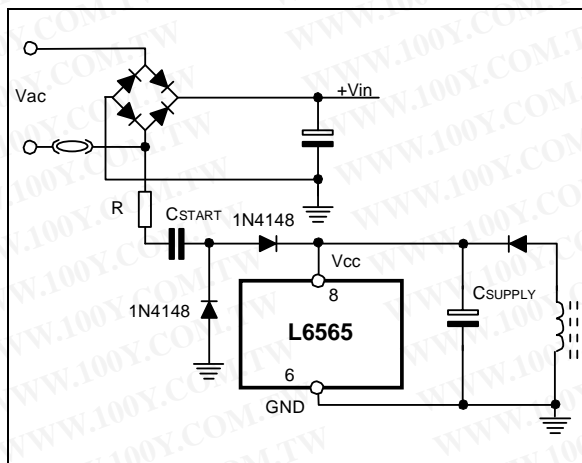 Vac
+Vin
R
CSTART
1N4148
Vcc
8
1N4148
L6565
CSUPPLY
6
GND
WWW.100Y.COM.TW